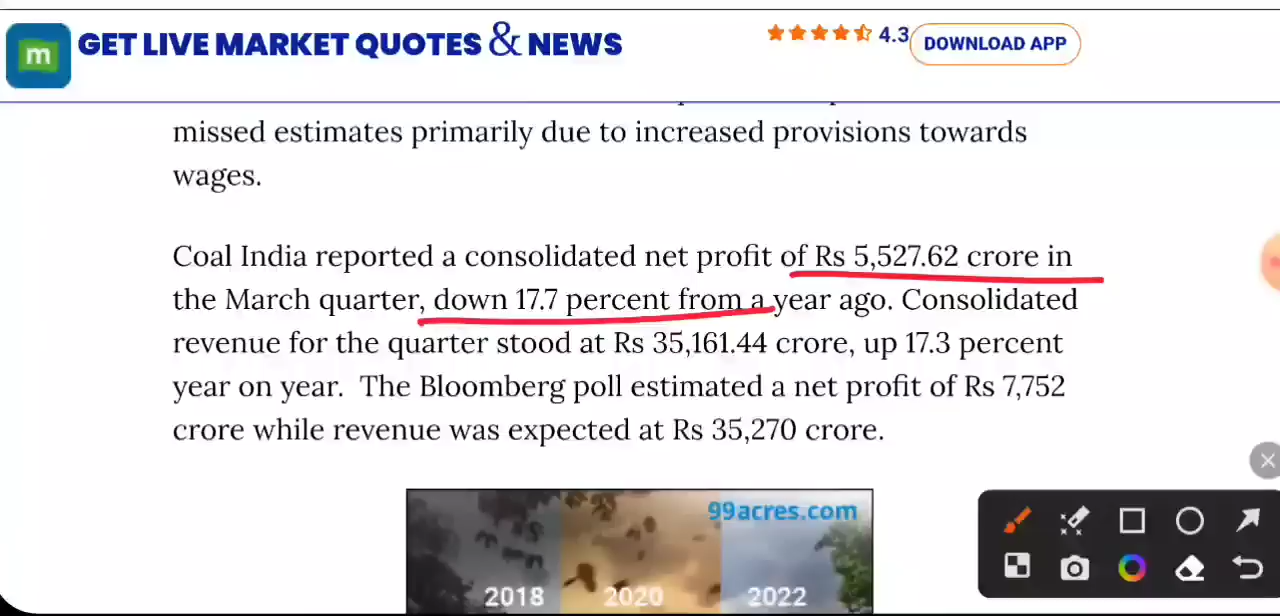 m GET LIVE MARKET QUOTES & NEWS
4.3 DOWNLOAD APP
missed estimates primarily due to increased provisions towards
wages.
Coal India reported a consolidated net profit of Rs 5,527.62 crore in
the March quarter, down 17.7 percent from a year ago. Consolidated
revenue for the quarter stood at Rs 35,161.44 crore, up 17.3 percent
year on year. The Bloomberg poll estimated a net profit of Rs 7,752
crore while revenue was expected at Rs 35,270 crore.
99acres.com
2018 2020 2022